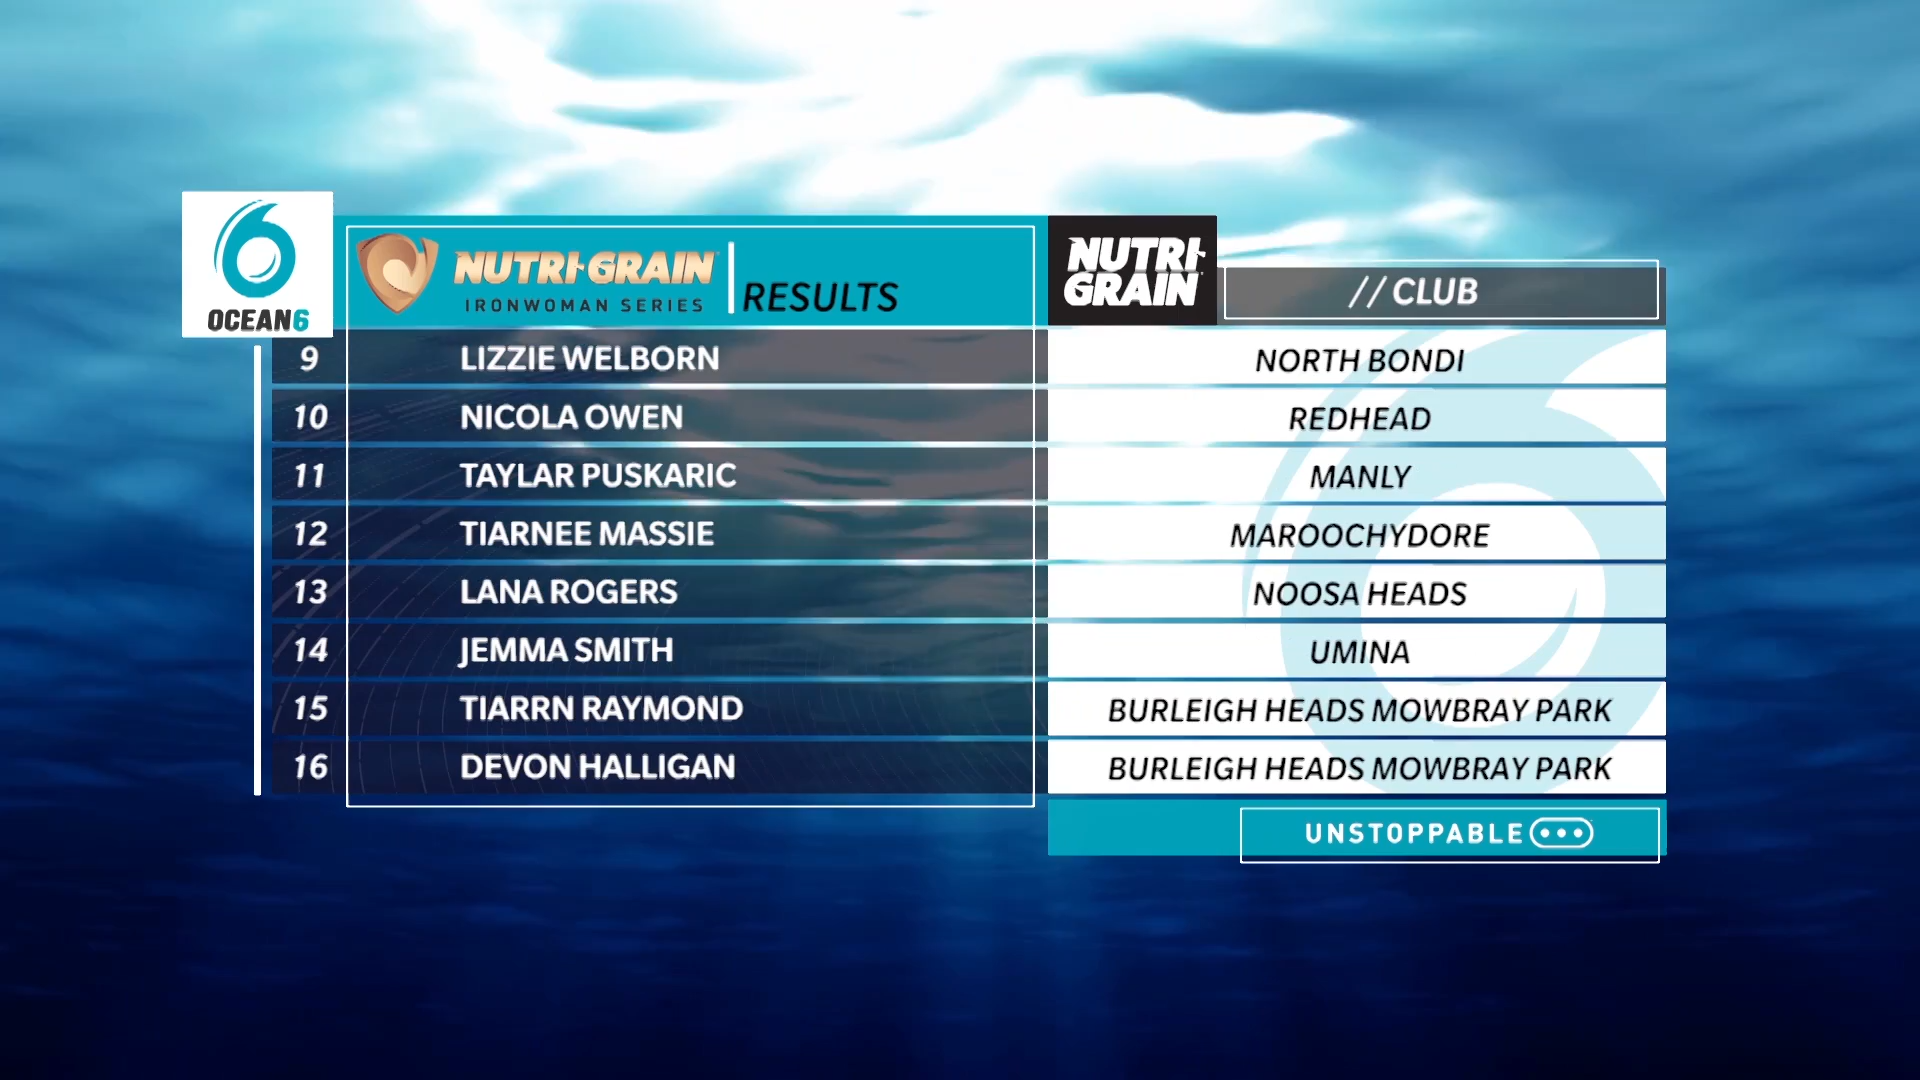 OCEAN6
NUTRI-GRAIN
IRONWOMAN SERIES
RESULTS
NUTRI-GRAIN
// CLUB
9 LIZZIE WELBORN NORTH BONDI
10 NICOLA OWEN REDHEAD
11 TAYLAR PUSKARIC MANLY
12 TIARNEE MASSIE MAROOCHYDORE
13 LANA ROGERS NOOSA HEADS
14 JEMMA SMITH UMINA
15 TIARRN RAYMOND BURLEIGH HEADS MOWBRAY PARK
16 DEVON HALLIGAN BURLEIGH HEADS MOWBRAY PARK
UNSTOPPABLE